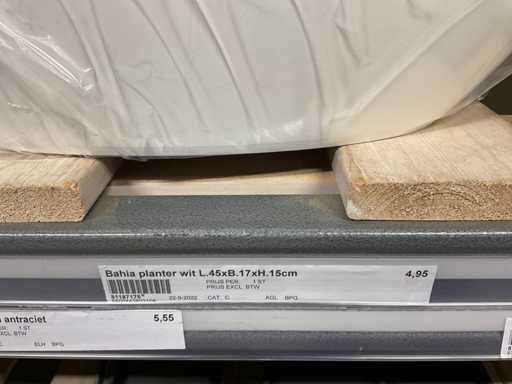 Bahia planter wit L.45xB.17xH.15cm 4,95
PRIJS PER. 1 ST
PRIJS EXCL. BTW
81187175
22-9-2022 CAT. C AGL BPG
antraciet 5,55
1 ST
EXCL. BTW
ELH BPG